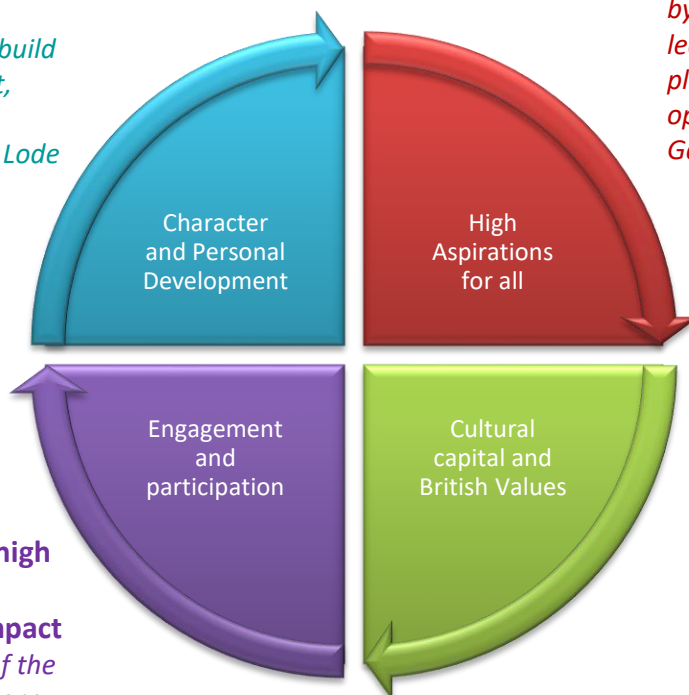 build
Lode
Character
and Personal
Development
High
Aspirations
for all
Engagement
and
participation
Cultural
capital and
British Values
high
of the